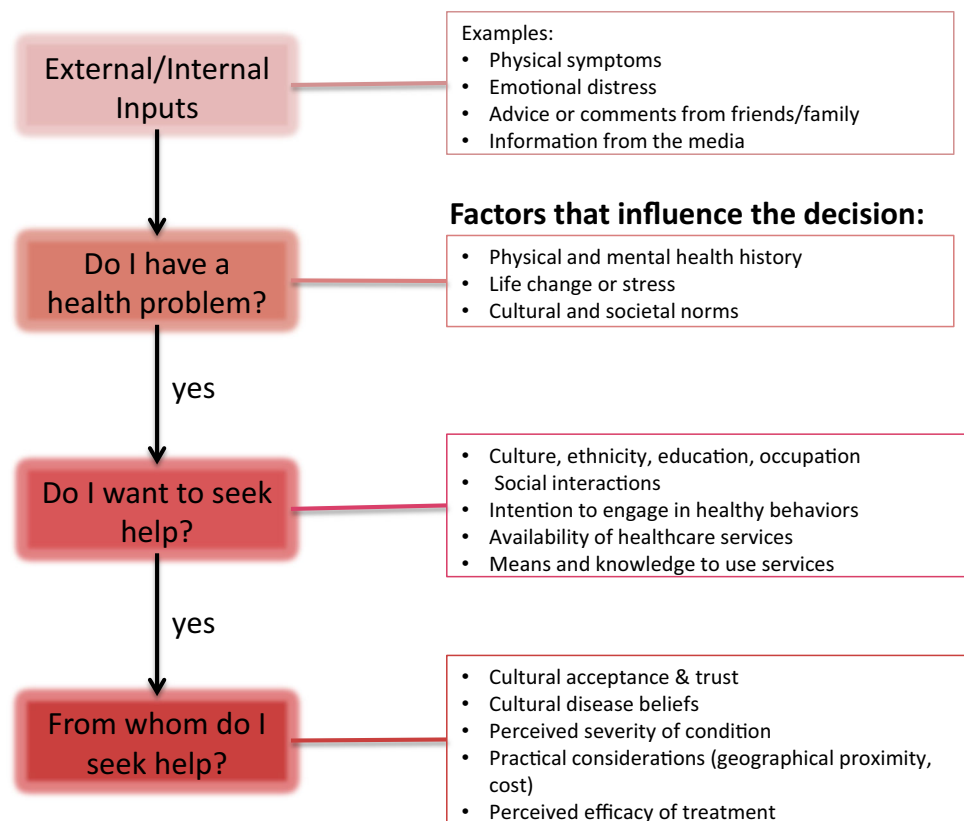 External/Internal
Inputs
Examples:
• Physical symptoms
• Emotional distress
• Advice or comments from friends/family
• Information from the media
Factors that influence the decision:
Do I have a
health problem?
• Physical and mental health history
• Life change or stress
• Cultural and societal norms
yes
Do I want to seek
help?
• Culture, ethnicity, education, occupation
• Social interactions
• Intention to engage in healthy behaviors
• Availability of healthcare services
• Means and knowledge to use services
yes
From whom do I
seek help?
• Cultural acceptance & trust
• Cultural disease beliefs
• Perceived severity of condition
• Practical considerations (geographical proximity,
cost)
• Perceived efficacy of treatment